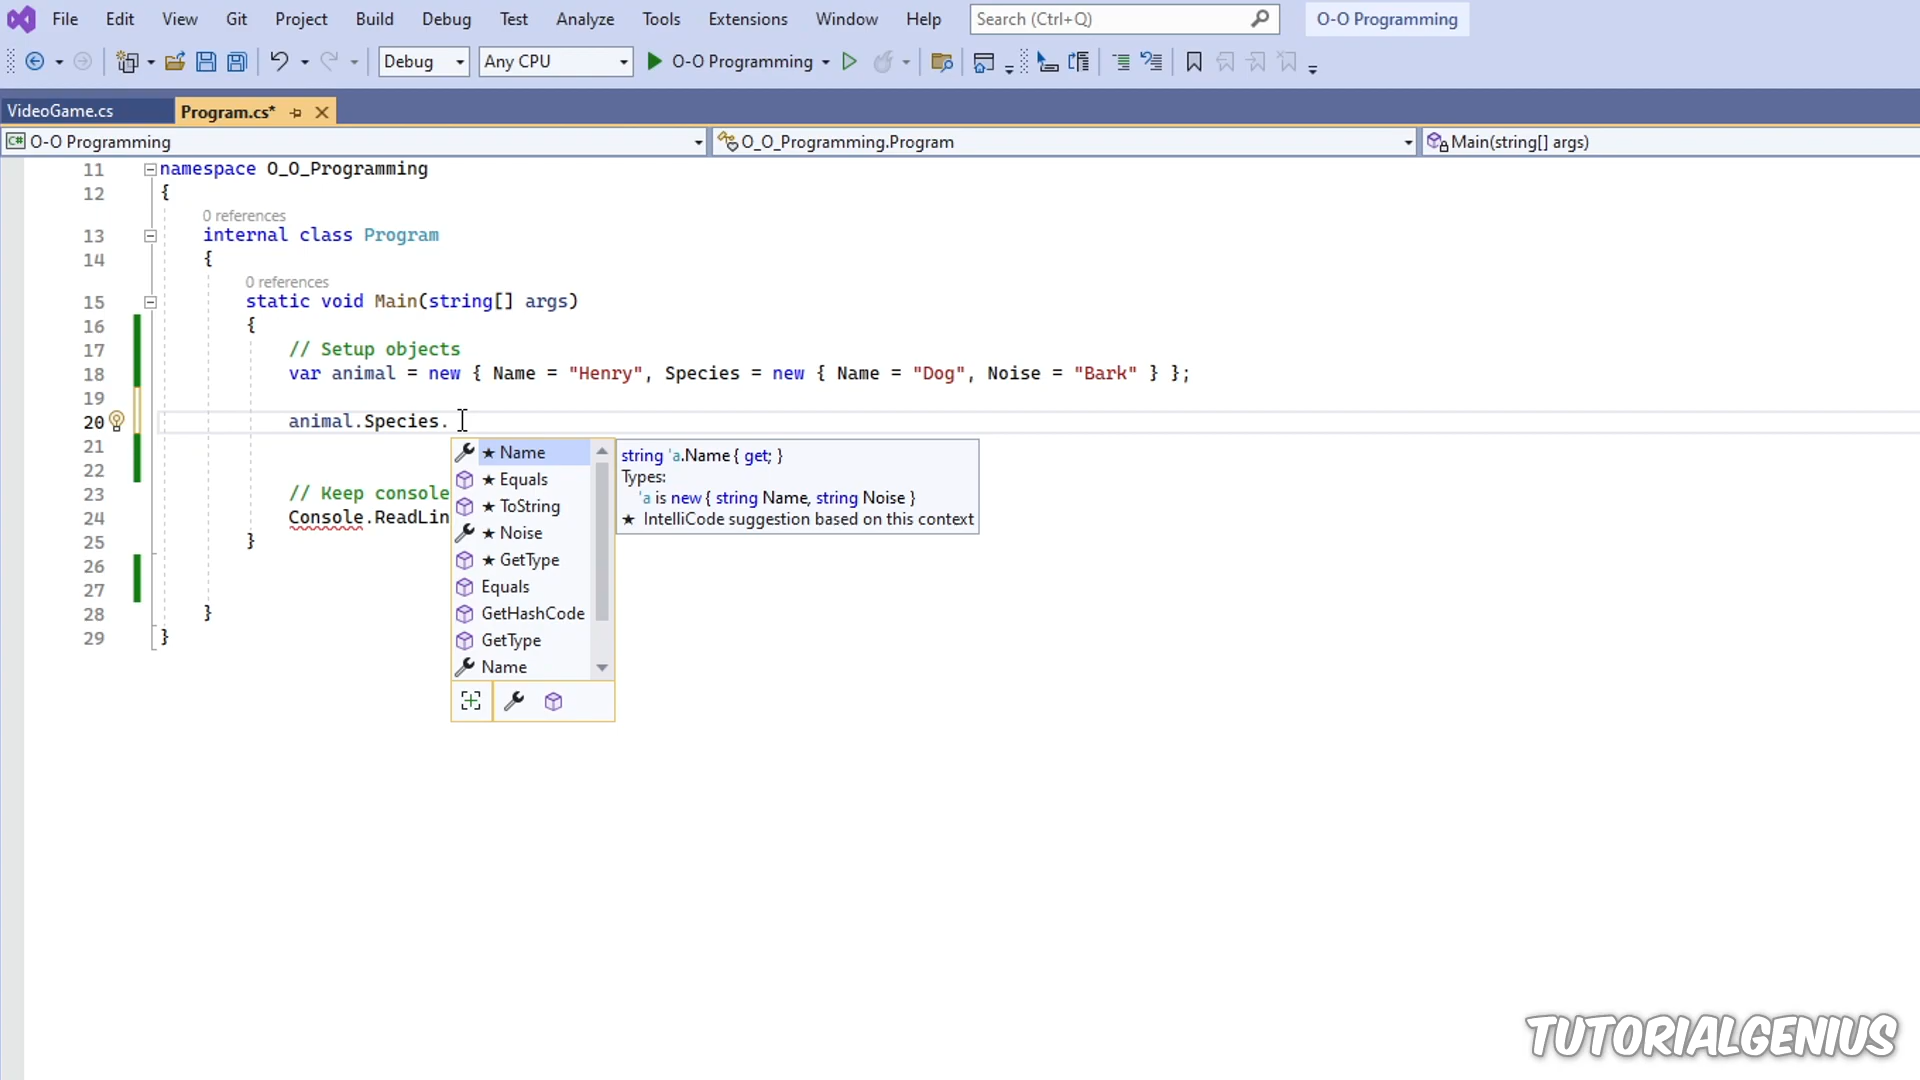 File Edit View Git Project Build Debug Test Analyze Tools Extensions Window Help Search (Ctrl+Q) O-O Programming
Debug Any CPU O-O Programming
VideoGame.cs Program.cs*
C# O-O Programming O_O_Programming.Program Main(string[] args)
11 namespace O_O_Programming
12 {
0 references
13 internal class Program
14 {
0 references
15 static void Main(string[] args)
16 {
17 // Setup objects
18 var animal = new { Name = "Henry", Species = new { Name = "Dog", Noise = "Bark" } };
19
20 animal.Species.
21
22
23 // Keep console
24 Console.ReadLin
25 }
26
27
28 }
29 }
★ Name
★ Equals
★ ToString
★ Noise
★ GetType
Equals
GetHashCode
GetType
Name
string 'a.Name { get; }
Types:
'a is new { string Name, string Noise }
★ IntelliCode suggestion based on this context
TUTORIALGENIUS